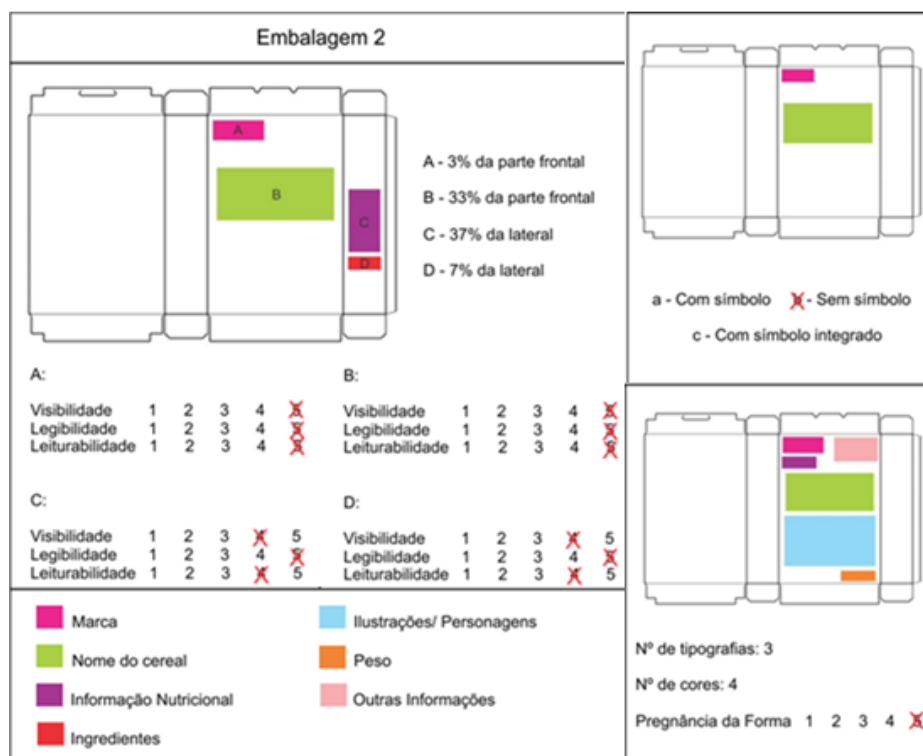 Embalagem 2
A
B
C
D
A - 3% da parte frontal
B - 33% da parte frontal
C - 37% da lateral
D - 7% da lateral
A:
Visibilidade 1 2 3 4 5
Legibilidade 1 2 3 4 5
Leiturabilidade 1 2 3 4 5
B:
Visibilidade 1 2 3 4 5
Legibilidade 1 2 3 4 5
Leiturabilidade 1 2 3 4 5
C:
Visibilidade 1 2 3 4 5
Legibilidade 1 2 3 4 5
Leiturabilidade 1 2 3 4 5
D:
Visibilidade 1 2 3 4 5
Legibilidade 1 2 3 4 5
Leiturabilidade 1 2 3 4 5
Marca
Nome do cereal
Informação Nutricional
Ingredientes
Ilustrações/ Personagens
Peso
Outras Informações
a - Com símbolo b - Sem símbolo
c - Com símbolo integrado
Nº de tipografias: 3
Nº de cores: 4
Pregnância da Forma 1 2 3 4 5